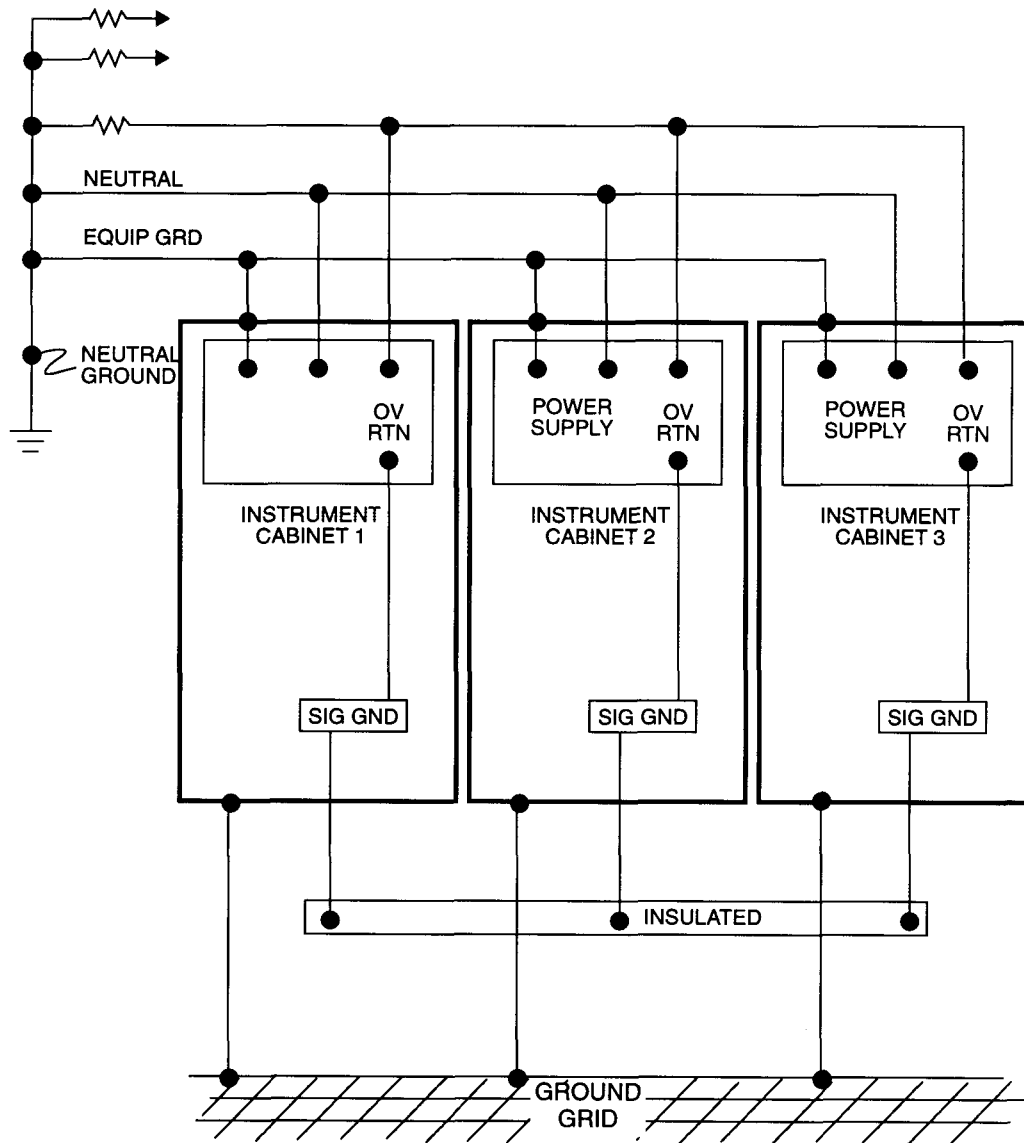 NEUTRAL
EQUIP GRD
NEUTRAL
GROUND
OV
RTN
INSTRUMENT
CABINET 1
SIG GND
POWER
SUPPLY
OV
RTN
INSTRUMENT
CABINET 2
SIG GND
POWER
SUPPLY
OV
RTN
INSTRUMENT
CABINET 3
SIG GND
INSULATED
GROUND
GRID